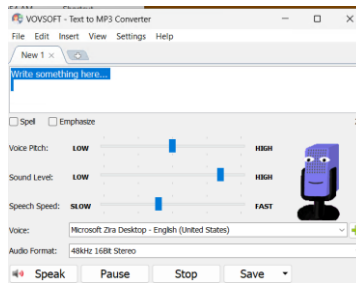 VOVSOFT - Text to MP3 Converter
File Edit Insert View Settings Help
New 1
Write something here...
Spell Emphasize
Voice Pitch: LOW HIGH
Sound Level: LOW HIGH
Speech Speed: SLOW FAST
Voice: Microsoft Zira Desktop - English (United States)
Audio Format: 48kHz 16Bit Stereo
Speak Pause Stop Save